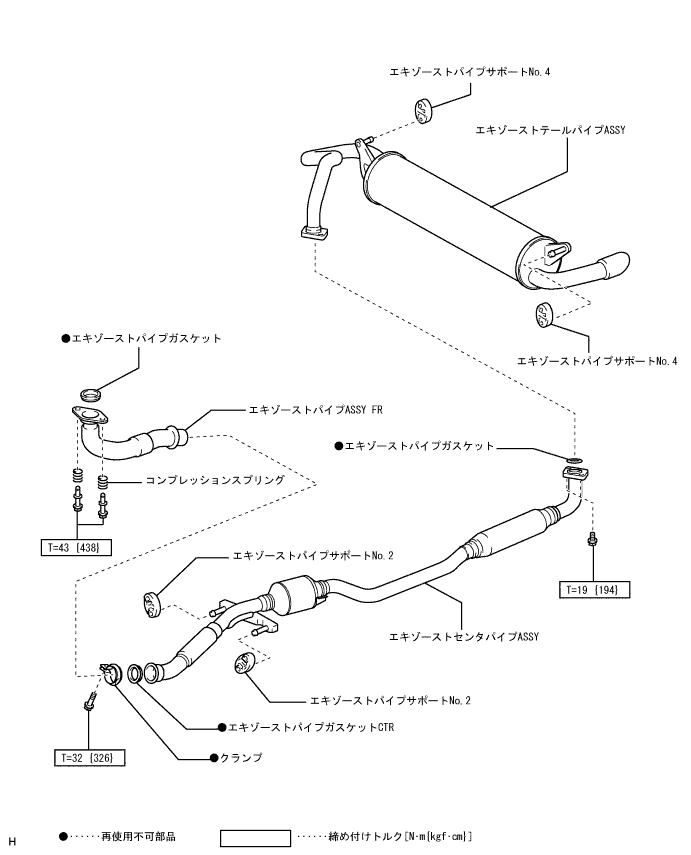 エキゾーストパイプサポートNo.4
エキゾーストテールパイプASSY
エキゾーストパイプサポートNo.4
●エキゾーストパイプガスケット
エキゾーストパイプASSY FR
●エキゾーストパイプガスケット
コンプレッションスプリング
T=43 {438}
エキゾーストパイプサポートNo.2
T=19 {194}
エキゾーストセンタパイプASSY
エキゾーストパイプサポートNo.2
●エキゾーストパイプガスケットCTR
T=32 {326}
●クランプ
●······再使用不可部品
······締め付けトルク[N·m{kgf·cm}]
H